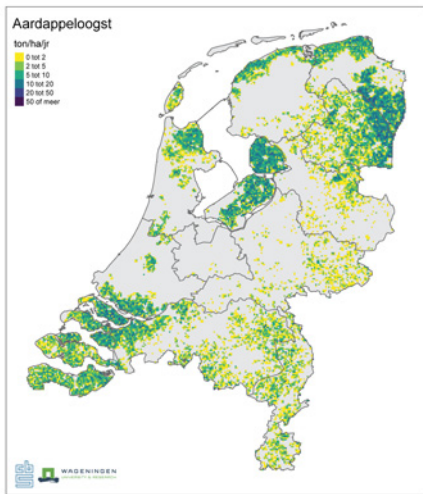 Aardappeloogst
ton/ha/jr
0 tot 2
2 tot 5
5 tot 10
10 tot 20
20 tot 50
50 of meer
WAGENINGEN
UNIVERSITY & RESEARCH